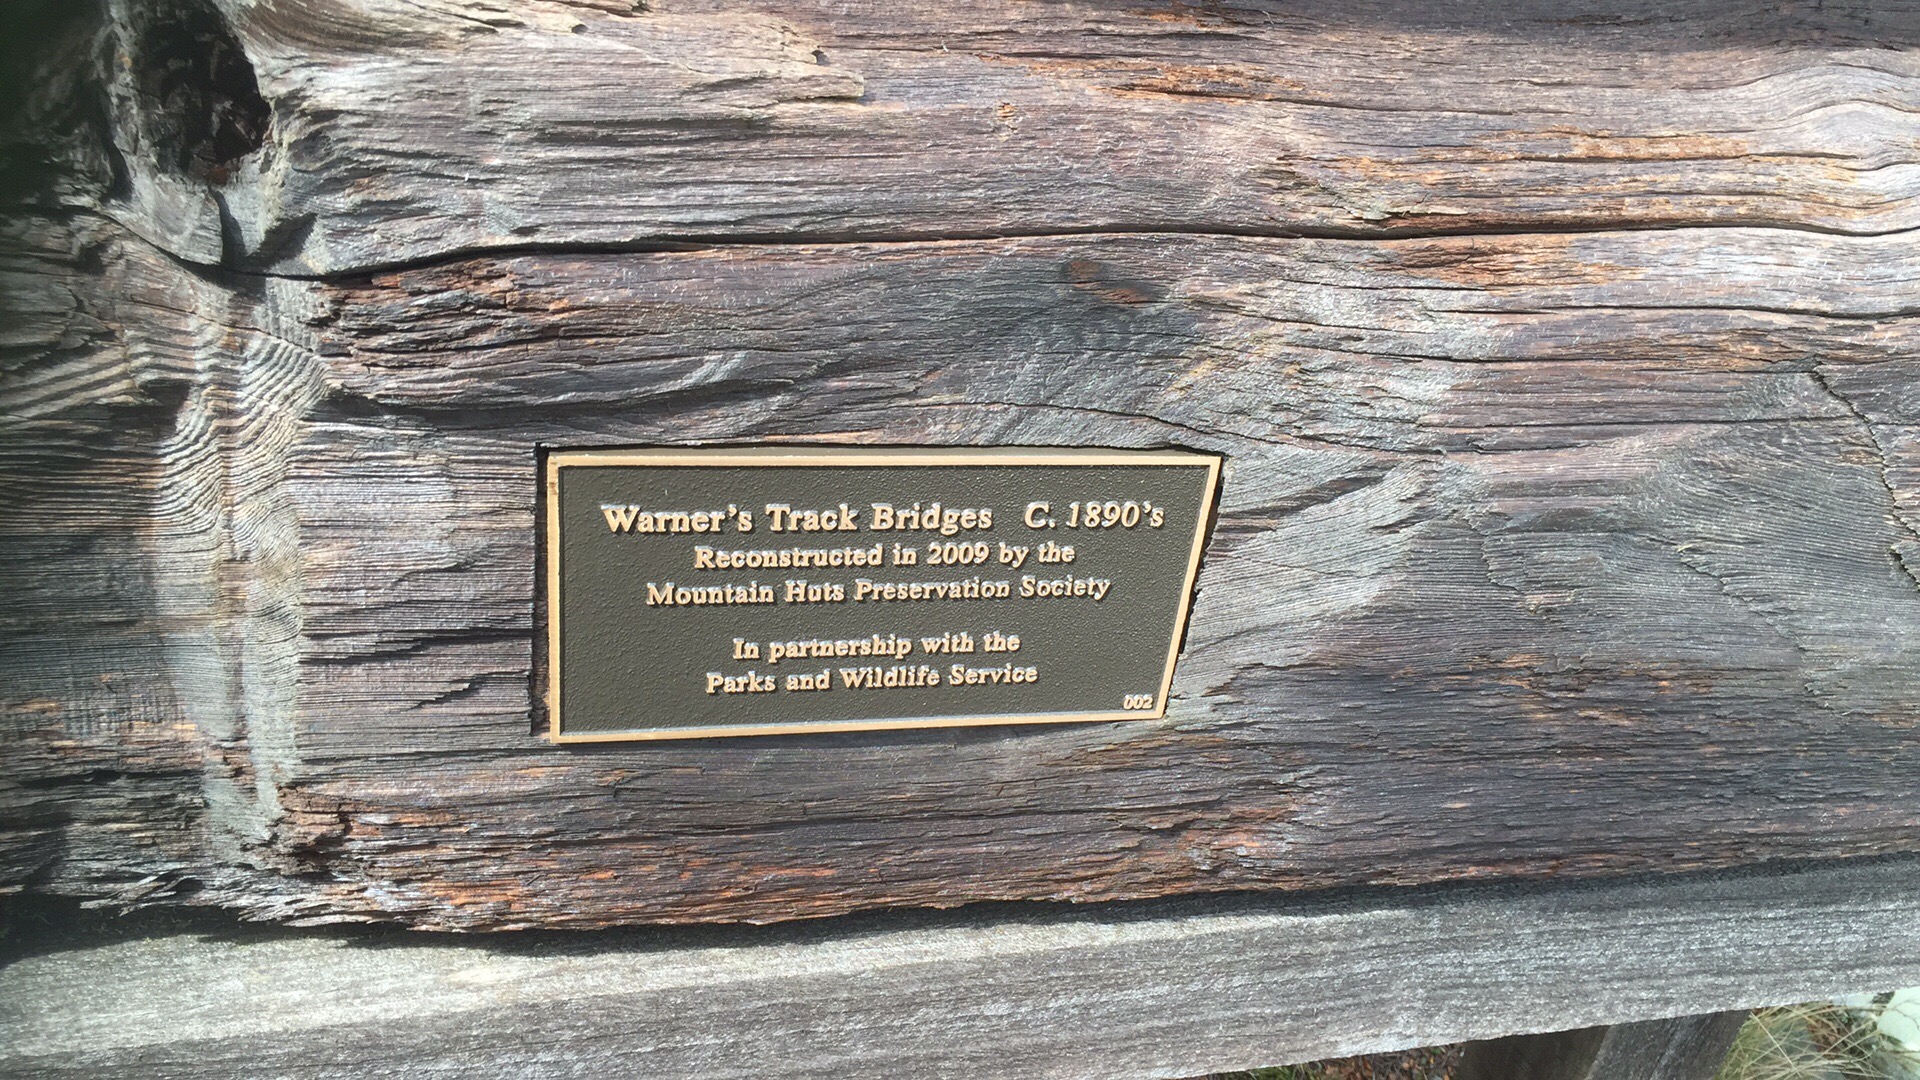 Warner's Track Bridges C. 1890's
Reconstructed in 2009 by the
Mountain Huts Preservation Society
In partnership with the
Parks and Wildlife Service
002